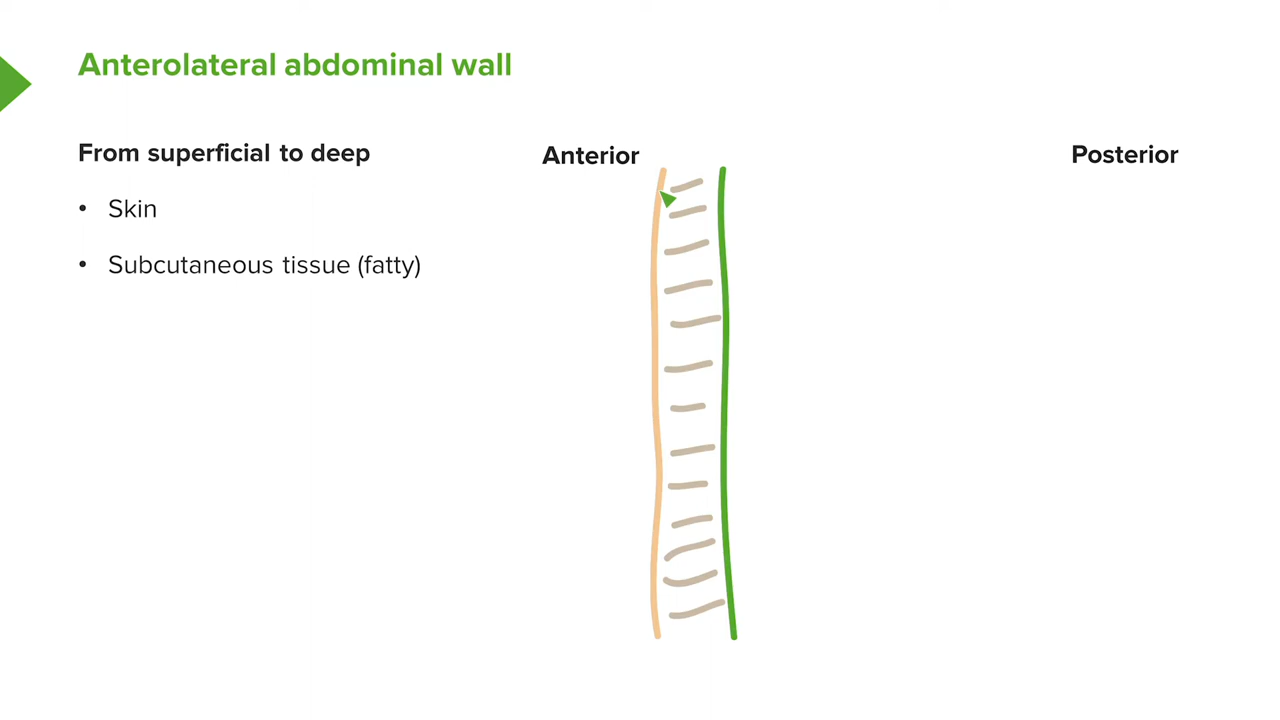 Anterolateral abdominal wall
From superficial to deep
Anterior
Posterior
• Skin
• Subcutaneous tissue (fatty)